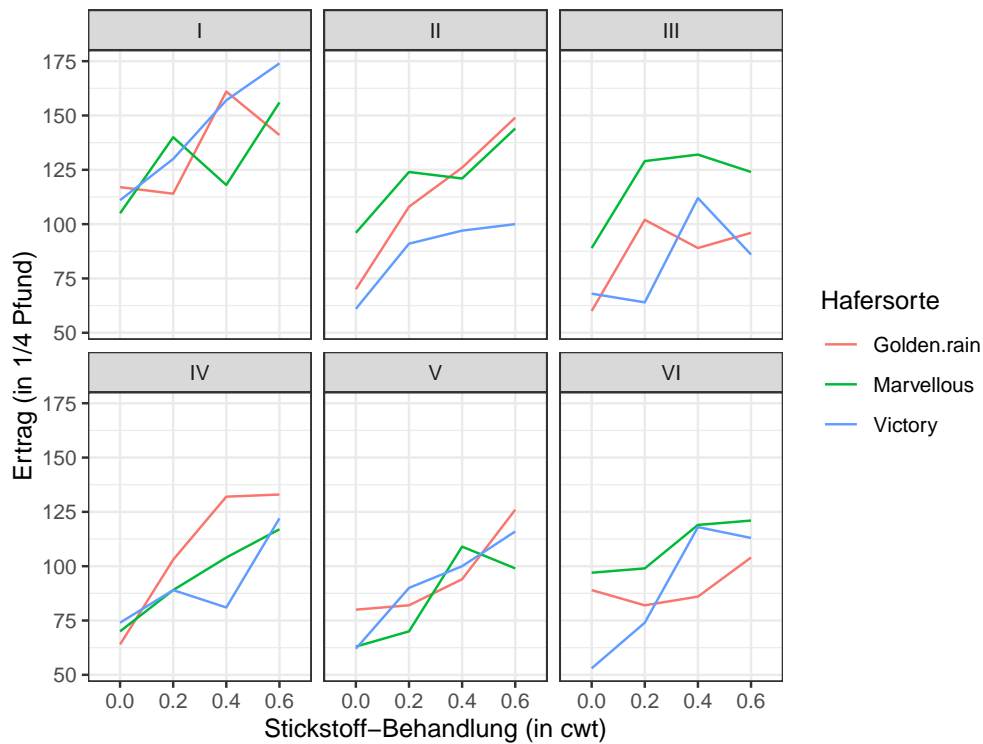 I II III
175
150
125
100
75
50
IV V VI
175
150
125
100
75
50
0.0 0.2 0.4 0.6 0.0 0.2 0.4 0.6 0.0 0.2 0.4 0.6
Stickstoff−Behandlung (in cwt)
Ertrag (in 1/4 Pfund)
Hafersorte
Golden.rain
Marvellous
Victory